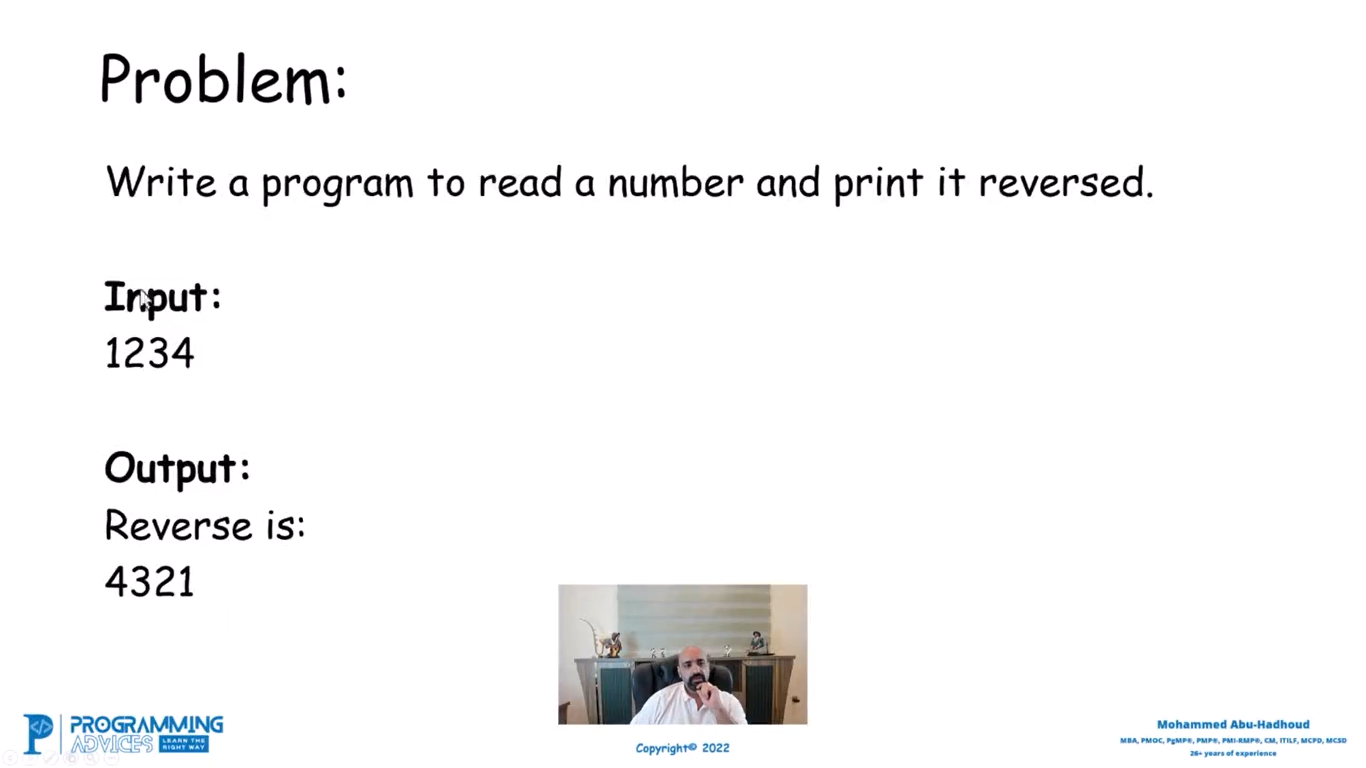 Problem:
Write a program to read a number and print it reversed.
Input:
1234
Output:
Reverse is:
4321
PROGRAMMING
ADVICES LEARN THE
RIGHT WAY
Copyright© 2022
Mohammed Abu-Hadhoud
MBA, PMOC, PgMP®, PMP®, PMI-RMP®, CM, ITILF, MCPD, MCSD
26+ years of experience